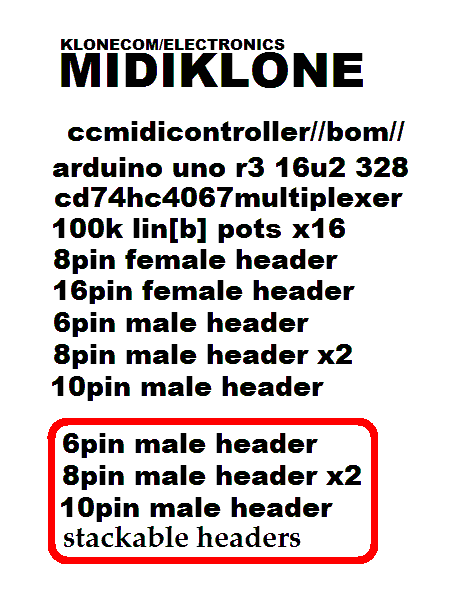 KLONECOM/ELECTRONICS
MIDIKLONE
ccmidicontroller//bom//
arduino uno r3 16u2 328
cd74hc4067multiplexer
100k lin[b] pots x16
8pin female header
16pin female header
6pin male header
8pin male header x2
10pin male header
6pin male header
8pin male header x2
10pin male header
stackable headers